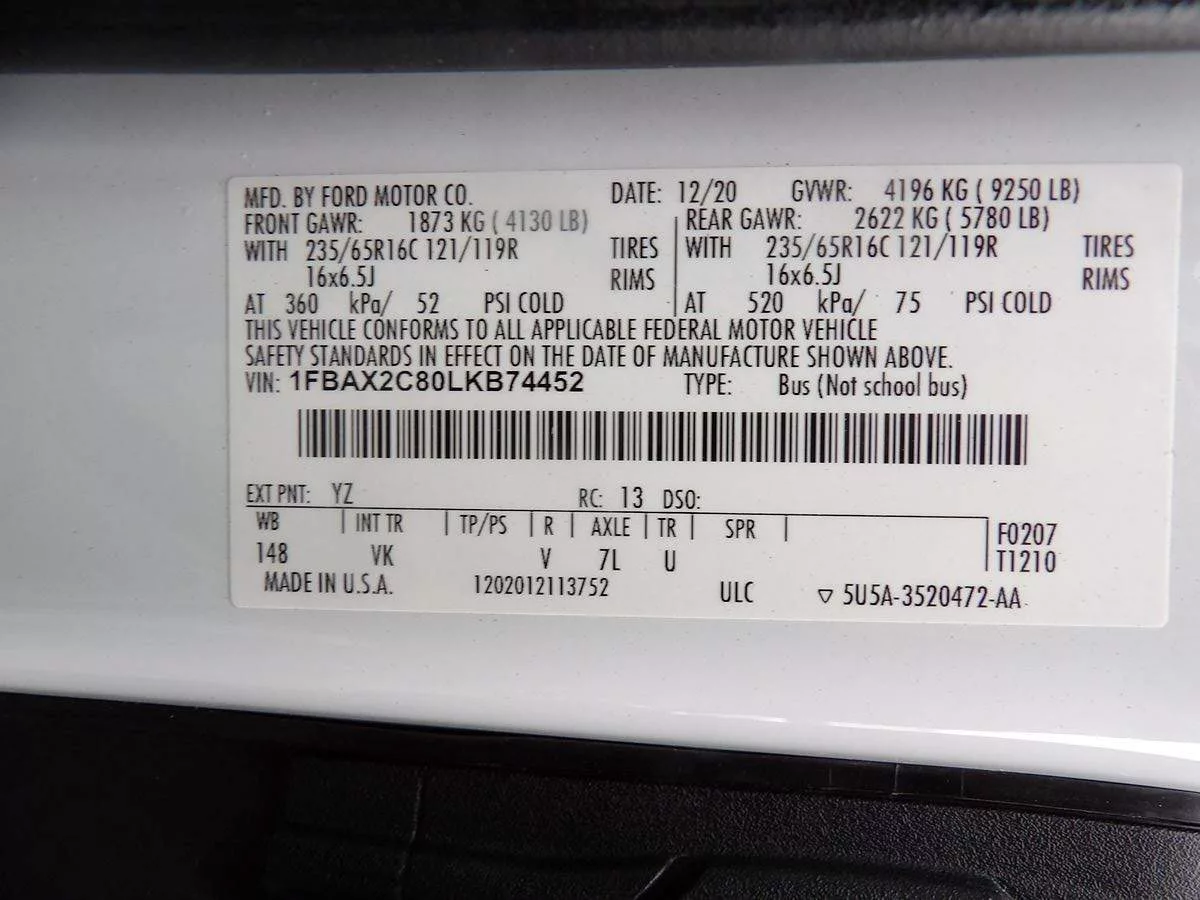 MFD. BY FORD MOTOR CO. DATE: 12/20 GVWR: 4196 KG ( 9250 LB)
FRONT GAWR: 1873 KG ( 4130 LB) REAR GAWR: 2622 KG ( 5780 LB)
WITH 235/65R16C 121/119R TIRES WITH 235/65R16C 121/119R TIRES
16x6.5J RIMS 16x6.5J RIMS
AT 360 kPa/ 52 PSI COLD AT 520 kPa/ 75 PSI COLD
THIS VEHICLE CONFORMS TO ALL APPLICABLE FEDERAL MOTOR VEHICLE
SAFETY STANDARDS IN EFFECT ON THE DATE OF MANUFACTURE SHOWN ABOVE.
VIN: 1FBAX2C80LKB74452 TYPE: Bus (Not school bus)
EXT PNT: YZ RC: 13 DSO:
WB INT TR TP/PS R AXLE TR SPR F0207
148 VK V 7L U T1210
MADE IN U.S.A. 1202012113752 ULC ▽ 5U5A-3520472-AA